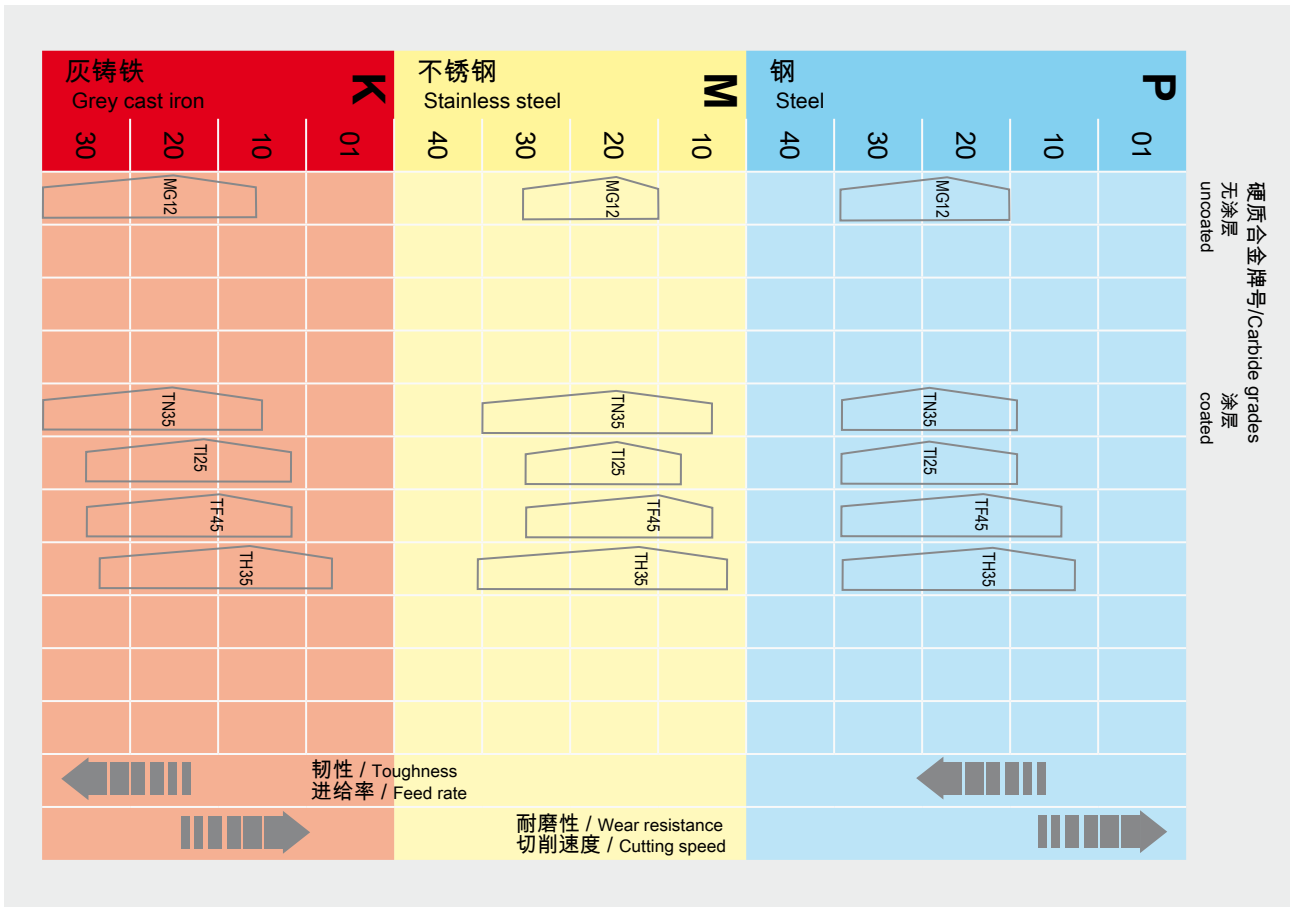 灰铸铁
Grey cast iron
K
不锈钢
Stainless steel
M
钢
Steel
P
30
20
10
01
40
30
20
10
40
30
20
10
01
硬质合金牌号/Carbide grades
无涂层
uncoated
MG12
MG12
MG12
涂层
coated
TN35
TN35
TN35
TI25
TI25
TI25
TF45
TF45
TF45
TH35
TH35
TH35
韧性 / Toughness
进给率 / Feed rate
耐磨性 / Wear resistance
切削速度 / Cutting speed